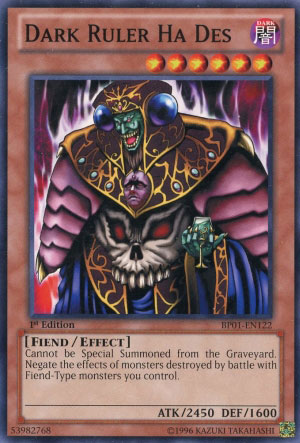 DARK RULER HA DES
DARK
闇
1st Edition
BP01-EN122
[FIEND / EFFECT]
Cannot be Special Summoned from the Graveyard.
Negate the effects of monsters destroyed by battle with
Fiend-Type monsters you control.
ATK/2450 DEF/1600
53982768
©1996 KAZUKI TAKAHASHI